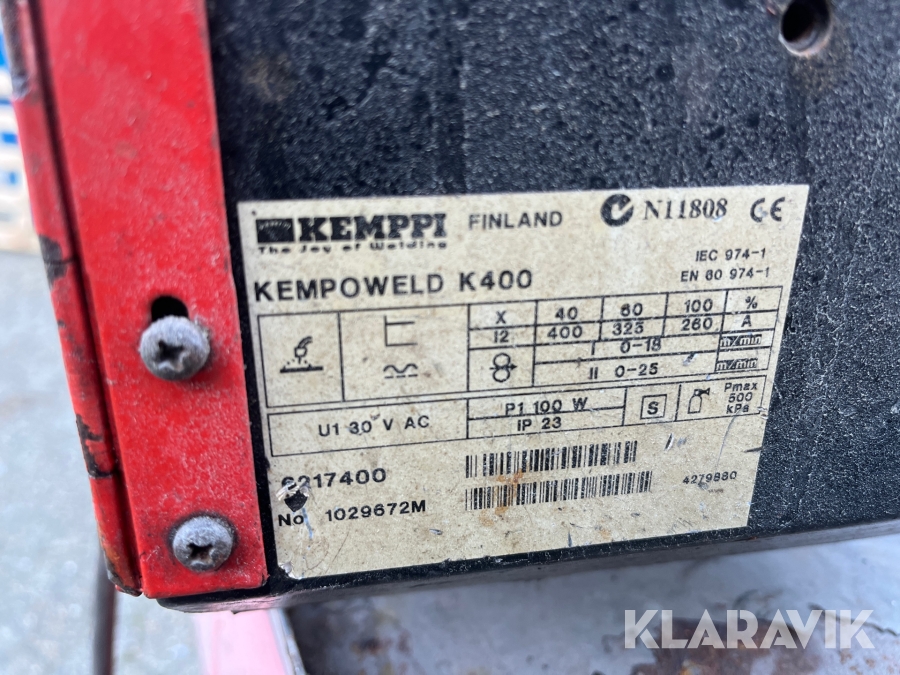 KEMPPI FINLAND N11808 CE
The Joy of Welding
IEC 974-1
EN 60 974-1
KEMPOWELD K400
X 40 60 100 %
I2 400 323 260 A
I 0-18 m/min
II 0-25 m/min
U1 30 V AC
P1 100 W
IP 23
S
Pmax
500
kPa
6217400
No. 1029672M
4279880
KLARAVIK